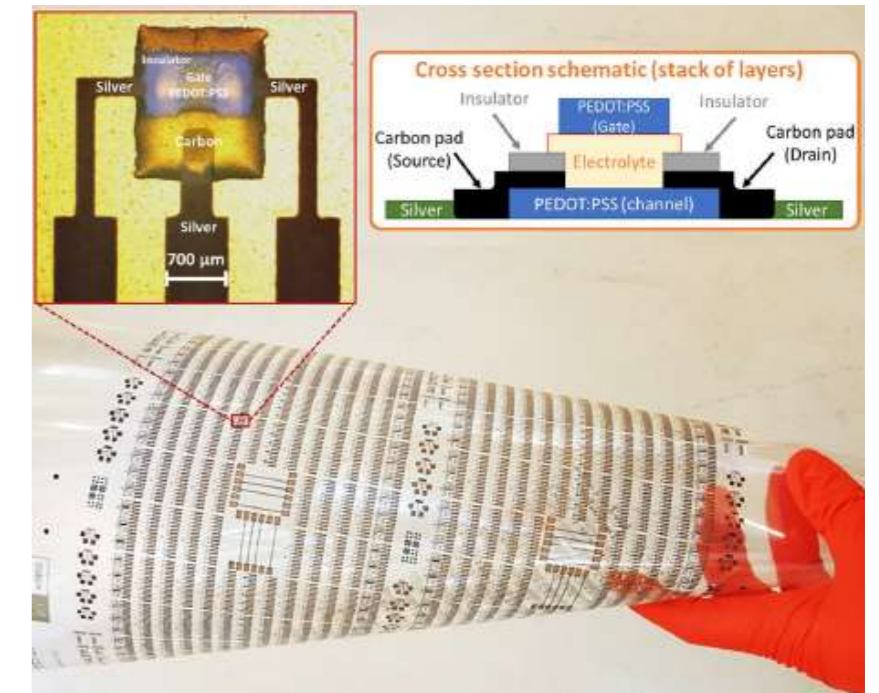 Insulator
Gate
PEDOT:PSS
Silver
Silver
Carbon
Silver
700 µm
Cross section schematic (stack of layers)
Insulator
PEDOT:PSS
(Gate)
Insulator
Carbon pad
(Source)
Electrolyte
Carbon pad
(Drain)
Silver
PEDOT:PSS (channel)
Silver